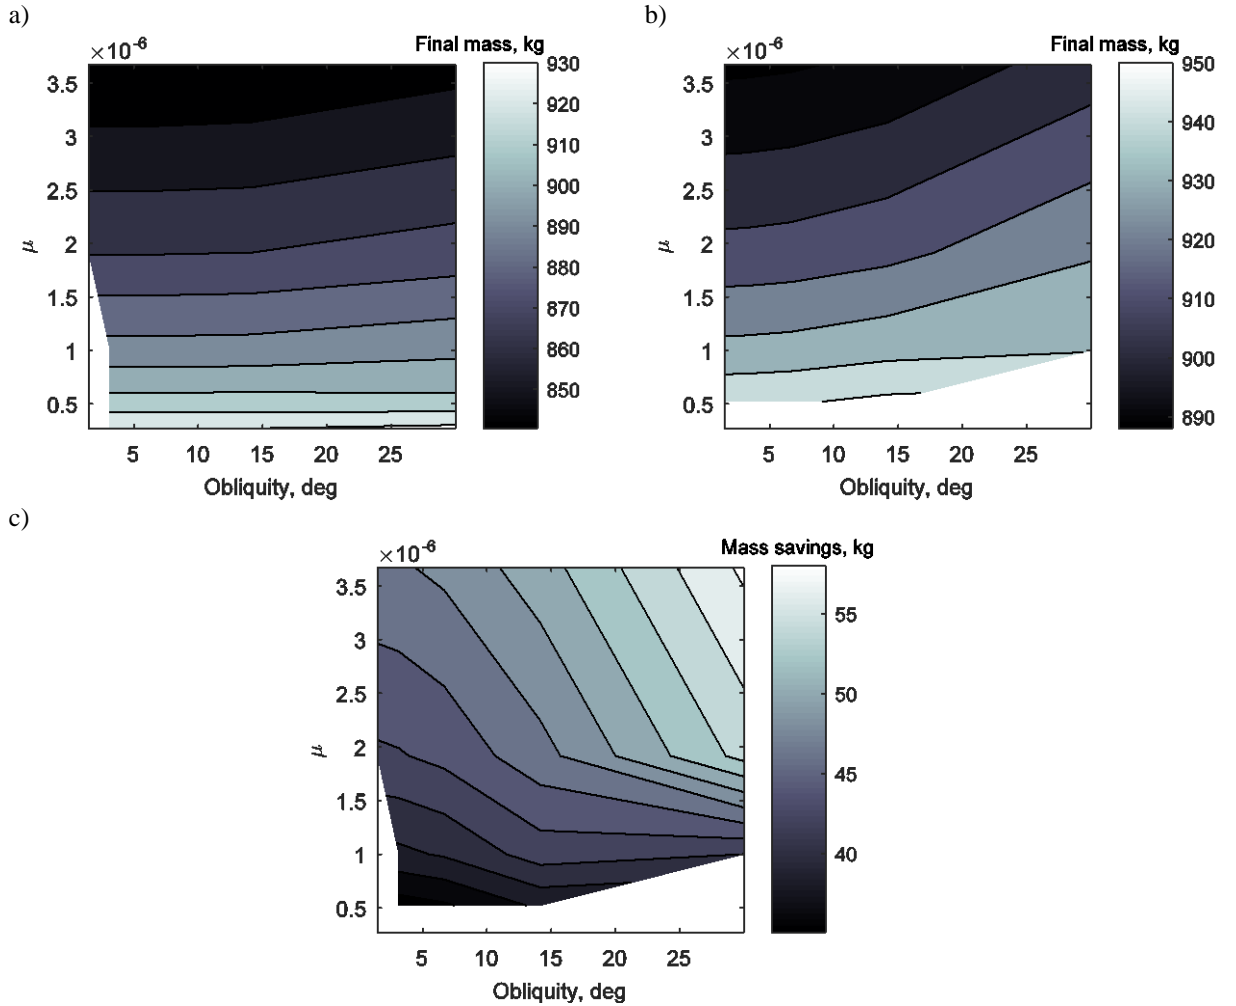 a)
×10⁻⁶
Final mass, kg
3.5
3
2.5
2
1.5
1
0.5
μ
5 10 15 20 25
Obliquity, deg
930
920
910
900
890
880
870
860
850
b)
×10⁻⁶
Final mass, kg
3.5
3
2.5
2
1.5
1
0.5
μ
5 10 15 20 25
Obliquity, deg
950
940
930
920
910
900
890
c)
×10⁻⁶
Mass savings, kg
3.5
3
2.5
2
1.5
1
0.5
μ
5 10 15 20 25
Obliquity, deg
55
50
45
40